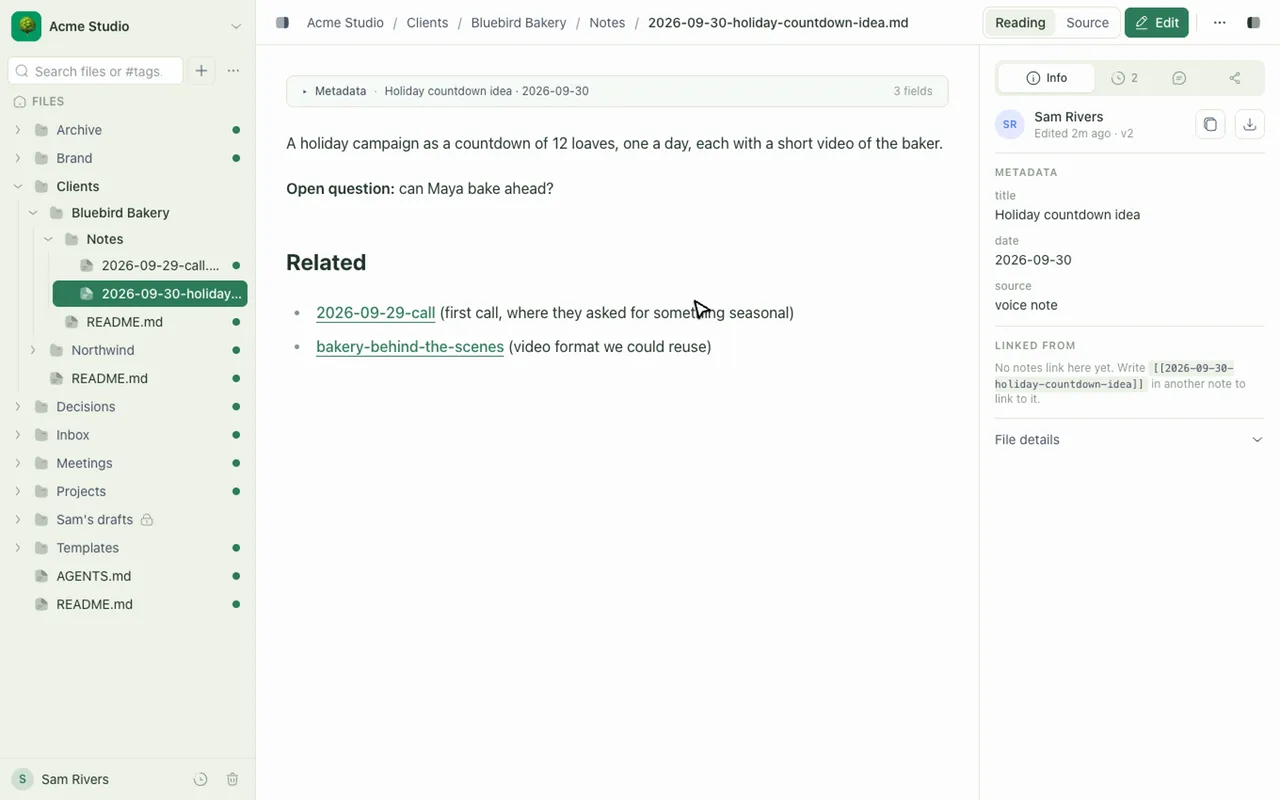 Acme Studio
Search files or #tags.
FILES
Archive
Brand
Clients
Bluebird Bakery
Notes
2026-09-29-call....
2026-09-30-holiday...
README.md
Northwind
README.md
Decisions
Inbox
Meetings
Projects
Sam's drafts
Templates
AGENTS.md
README.md
S Sam Rivers
Acme Studio / Clients / Bluebird Bakery / Notes / 2026-09-30-holiday-countdown-idea.md
Reading Source Edit
Metadata · Holiday countdown idea · 2026-09-30 3 fields
A holiday campaign as a countdown of 12 loaves, one a day, each with a short video of the baker.
Open question: can Maya bake ahead?
Related
• 2026-09-29-call (first call, where they asked for something seasonal)
• bakery-behind-the-scenes (video format we could reuse)
Info 2
SR Sam Rivers
Edited 2m ago · v2
METADATA
title
Holiday countdown idea
date
2026-09-30
source
voice note
LINKED FROM
No notes link here yet. Write [[2026-09-30-
holiday-countdown-idea]] in another note to
link to it.
File details